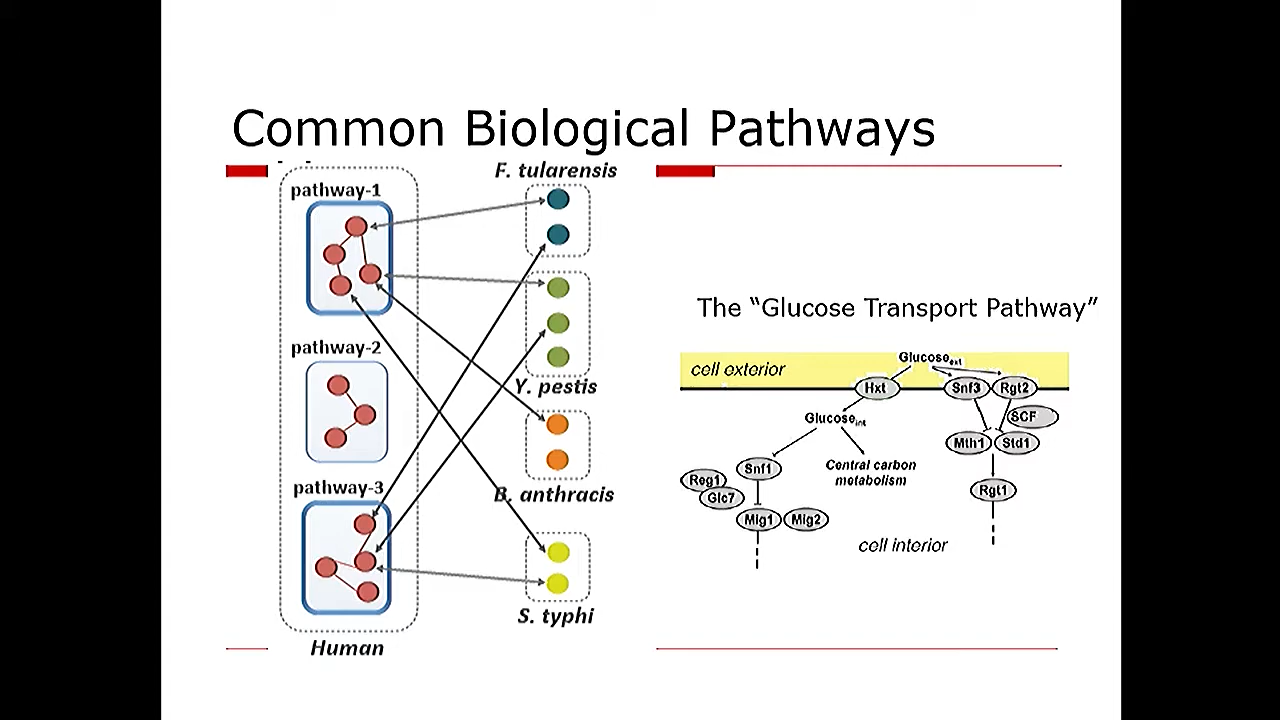 Common Biological Pathways
F. tularensis
pathway-1
pathway-2
Y. pestis
pathway-3
B. anthracis
S. typhi
Human
The “Glucose Transport Pathway”
cell exterior
Glucose ext
Hxt
Snf3
Rgt2
Glucose int
SCF
Mth1
Std1
Snf1
Central carbon
metabolism
Reg1
Glc7
Rgt1
Mig1
Mig2
cell interior